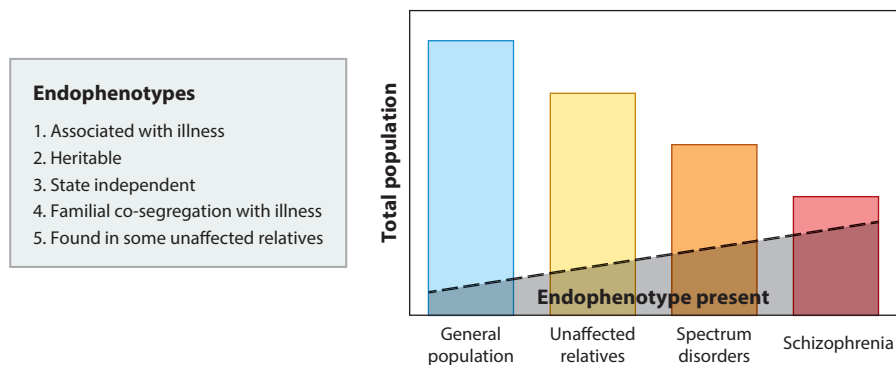 Endophenotypes
1. Associated with illness
2. Heritable
3. State independent
4. Familial co-segregation with illness
5. Found in some unaffected relatives
Total population
Endophenotype present
General
population
Unaffected
relatives
Spectrum
disorders
Schizophrenia